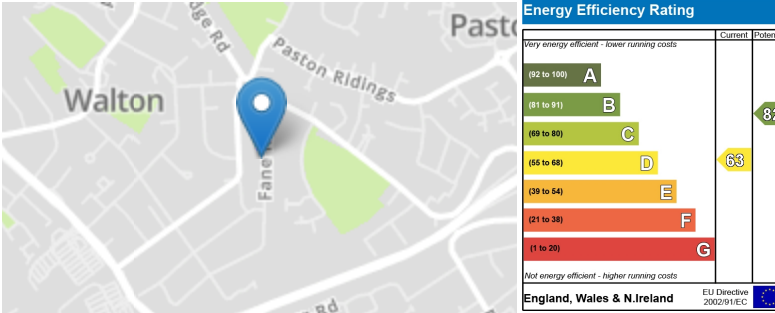 Paston Ridings
Walton
Rd
Energy Efficiency Rating
Current
Very energy efficient - lower running costs
(92 to 100) A
(81 to 91) B
(69 to 80) C
(55 to 68) D
63
(39 to 54) E
(21 to 38) F
(1 to 20) G
Not energy efficient - higher running costs
England, Wales & N.Ireland
EU Directive
2002/91/EC